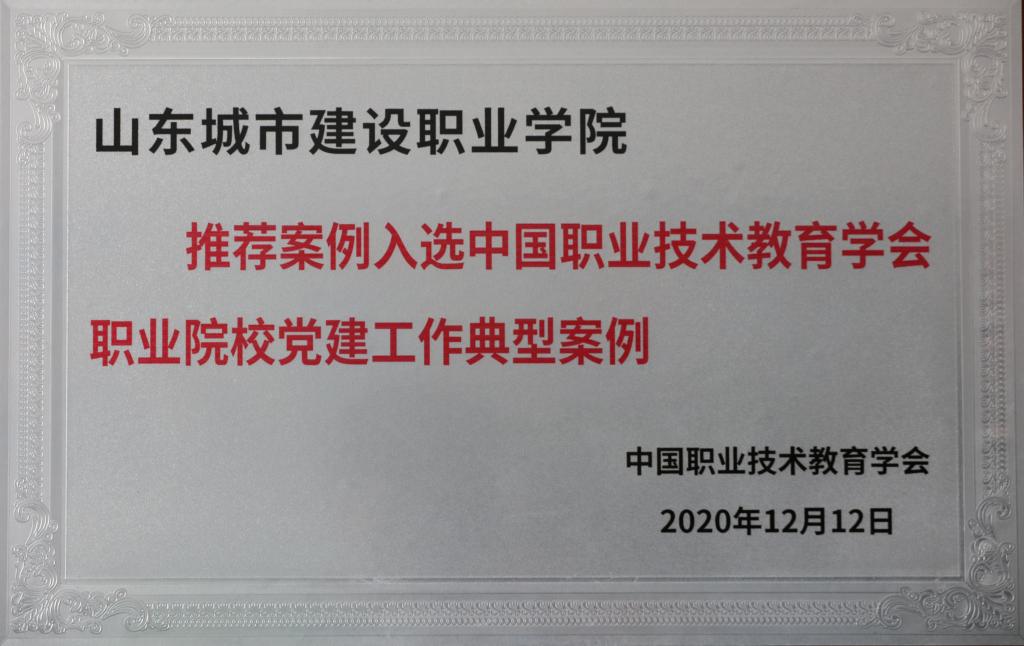 山东城市建设职业学院
推荐案例入选中国职业技术教育学会
职业院校党建工作典型案例
中国职业技术教育学会
2020年12月12日